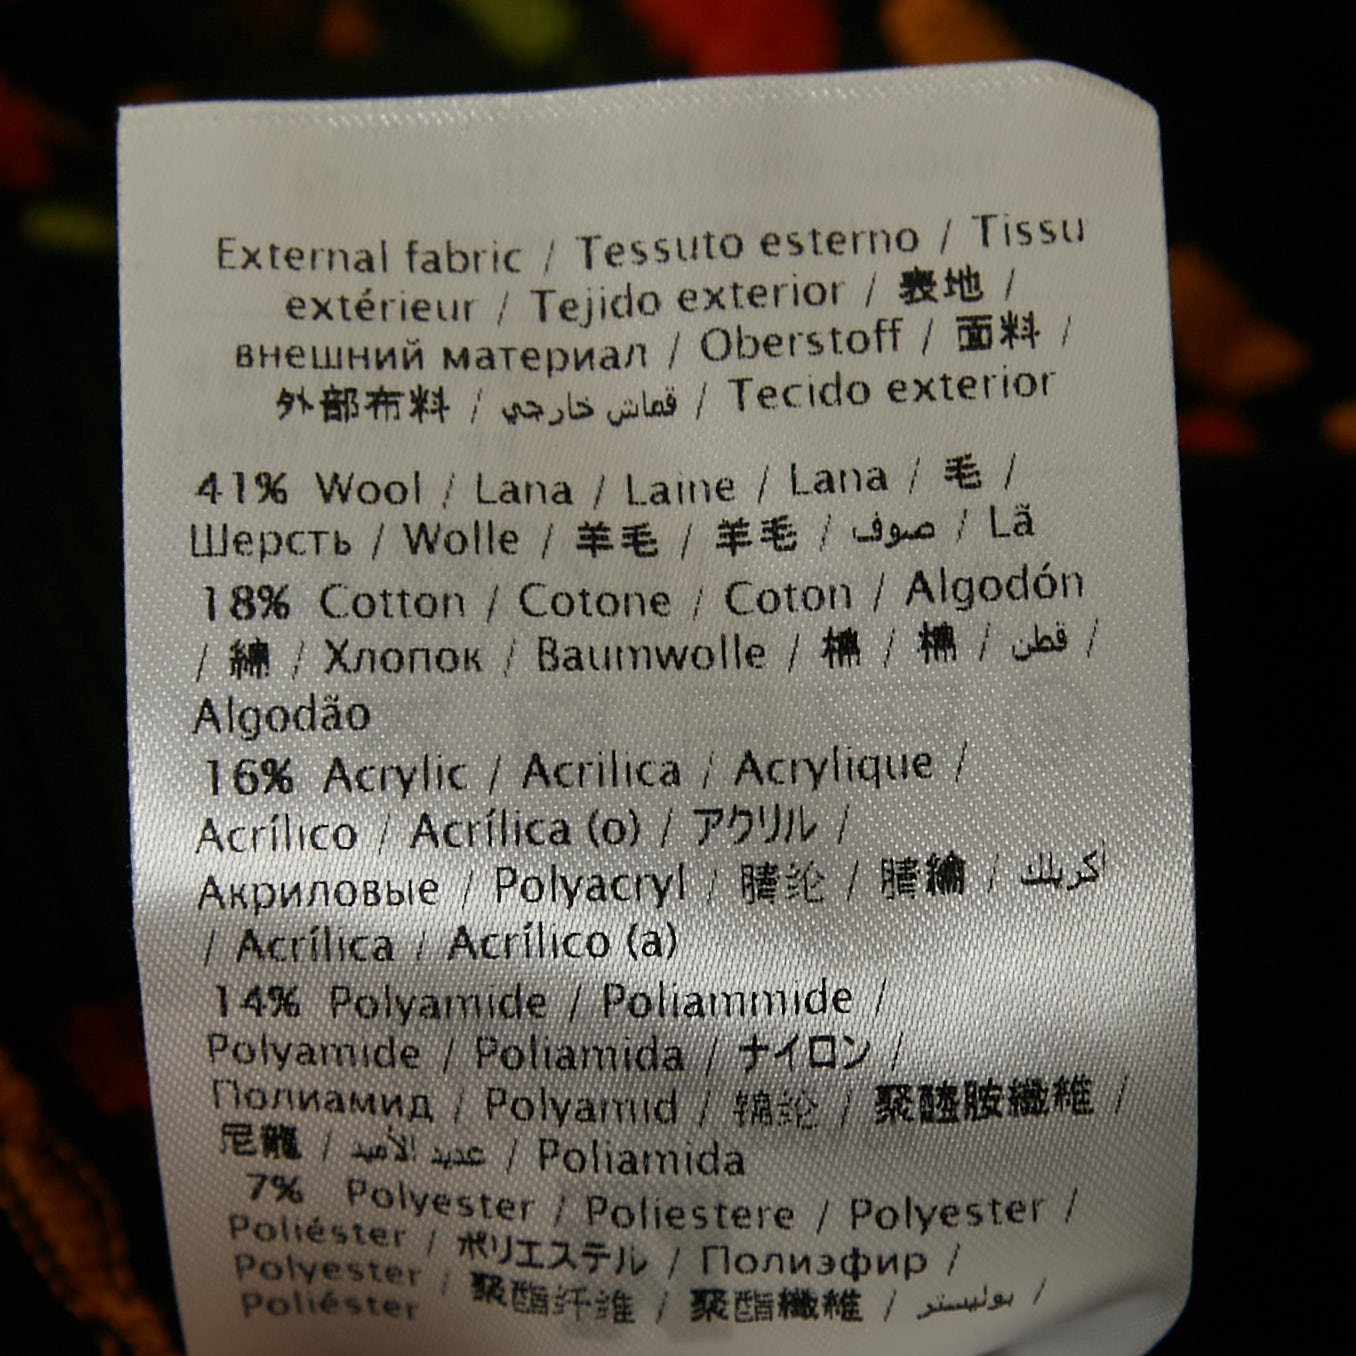 External fabric / Tessuto esterno / Tissu
extérieur / Tejido exterior / 表地 /
внешний материал / Oberstoff / 面料 /
外部布料 / قماش خارجي / Tecido exterior
41% Wool / Lana / Laine / Lana / 毛 /
Шерсть / Wolle / 羊毛 / 羊毛 / صوف / Lã
18% Cotton / Cotone / Coton / Algodón
/ 綿 / Хлопок / Baumwolle / 棉 / 棉 / قطن /
Algodão
16% Acrylic / Acrilica / Acrylique /
Acrílico / Acrílica (o) / アクリル /
Акриловые / Polyacryl / 腈纶 / 腈綸 / اكريلك
/ Acrílica / Acrílico (a)
14% Polyamide / Poliammide /
Polyamide / Poliamida / ナイロン /
Полиамид / Polyamid / 锦纶 / 聚醯胺纖維 /
尼龍 / عديد الأميد / Poliamida
7% Polyester / Poliestere / Polyester /
Poliéster / ポリエステル / Полиэфир /
Polyester / 聚酯纤维 / 聚酯纖維 / بوليستر /
Poliéster